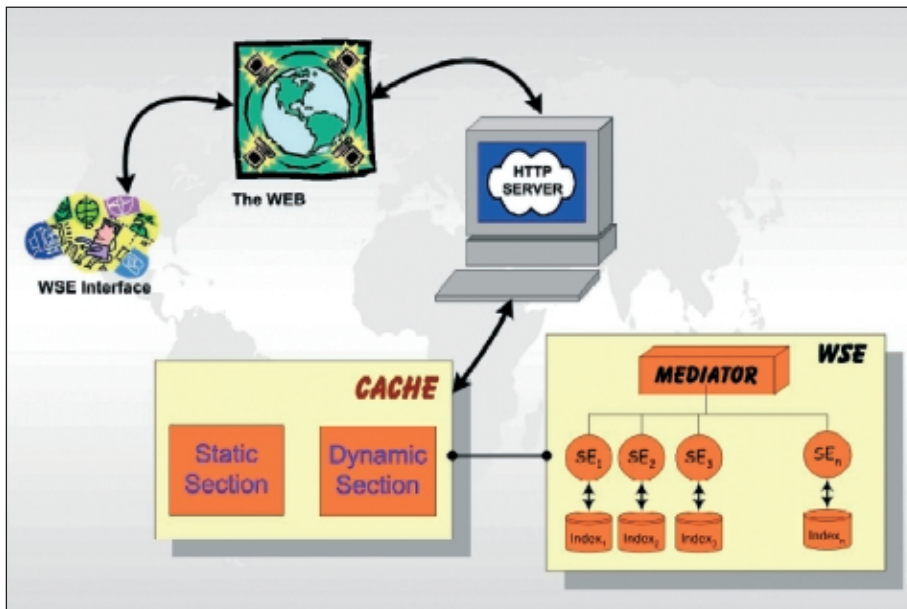 HTTP
SERVER
The WEB
WSE Interface
CACHE
Static
Section
Dynamic
Section
WSE
MEDIATOR
SE₁
SE₂
SE₃
SEₙ
Index₁
Index₂
Index₃
Indexₙ